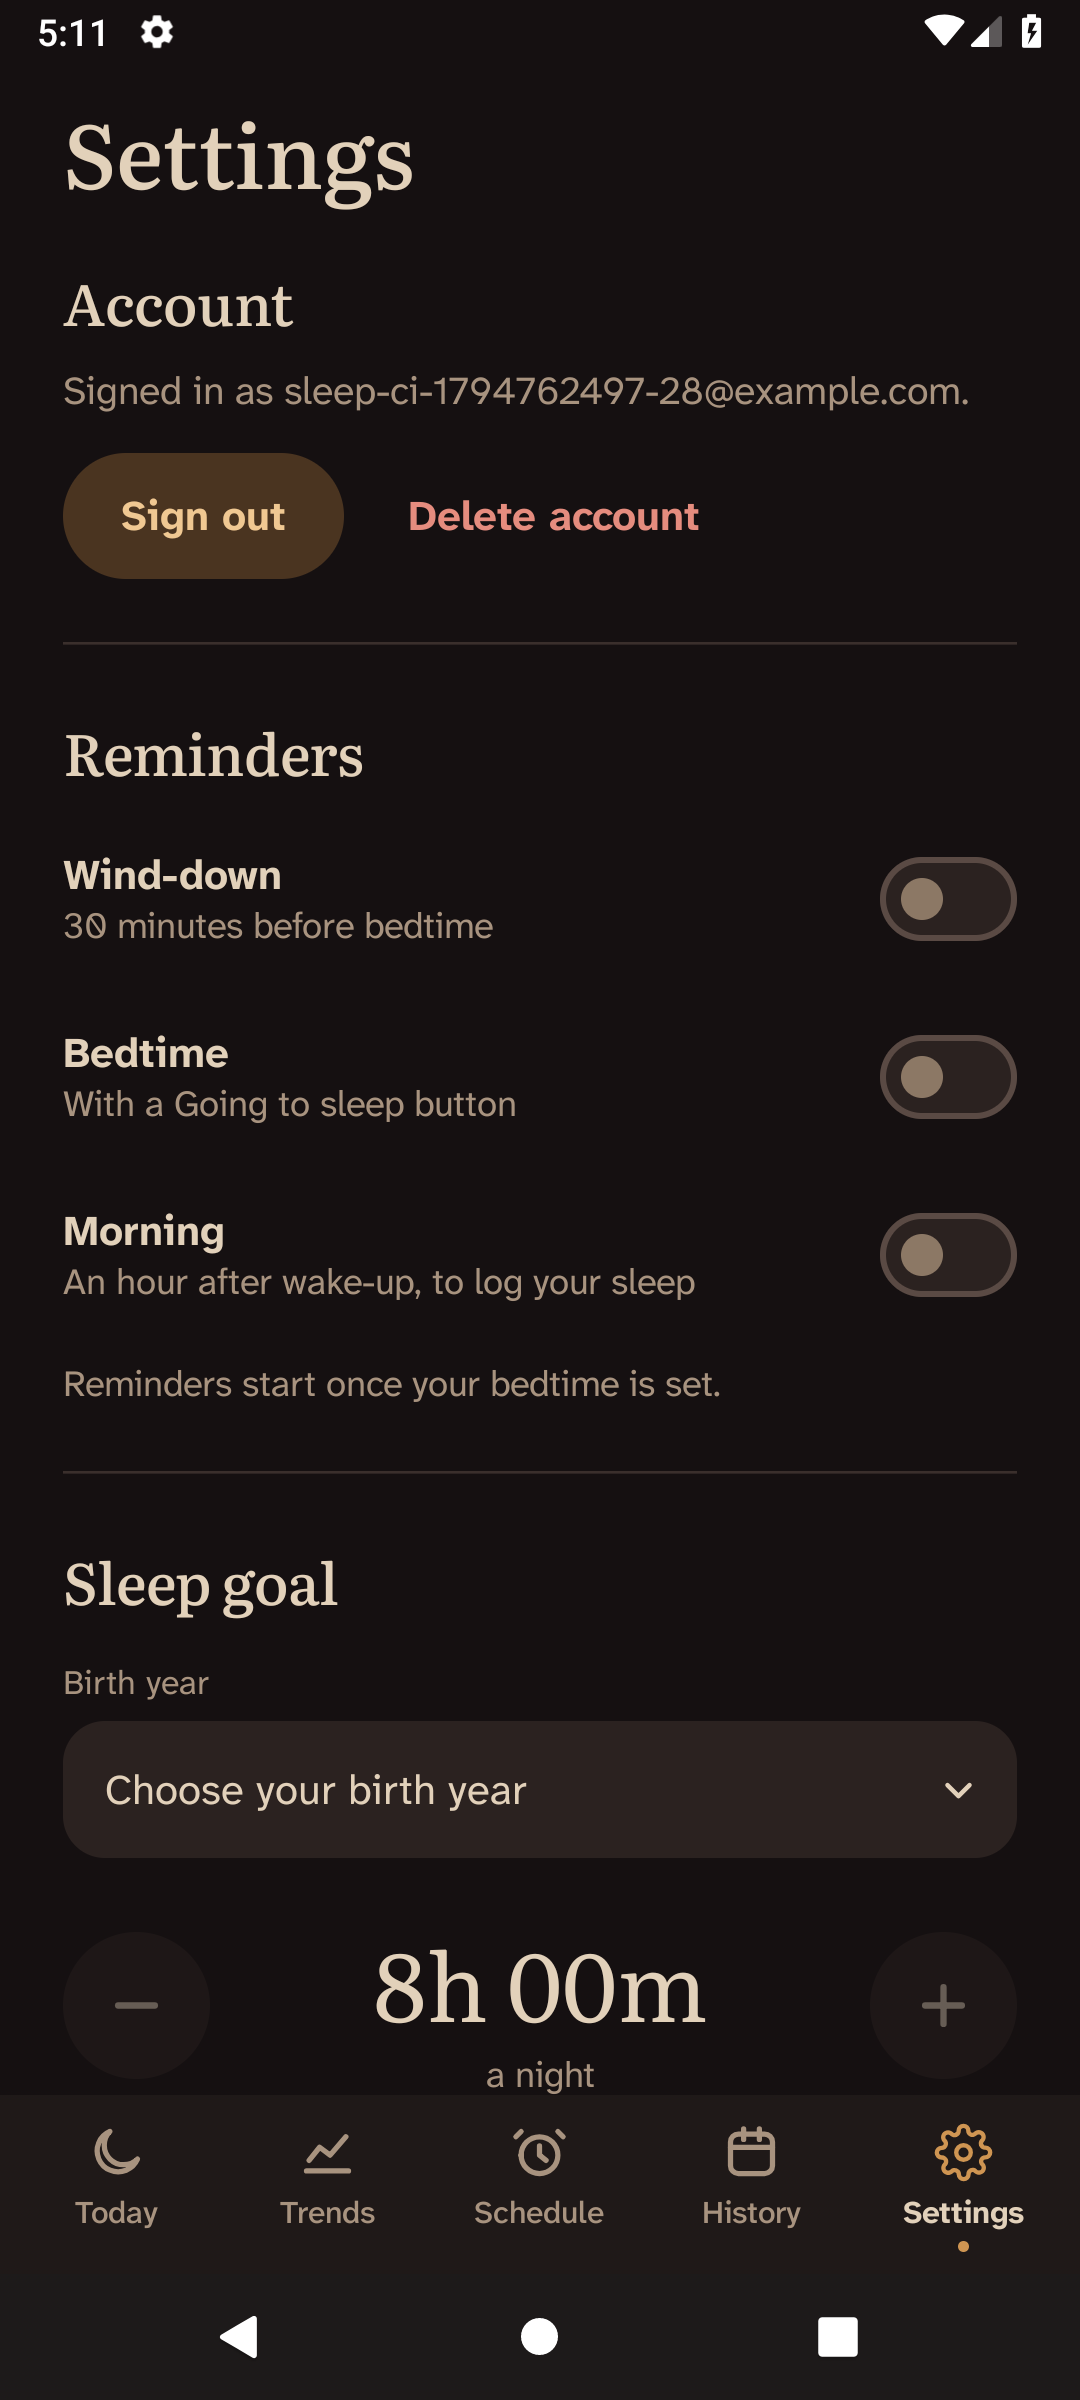 5:11
Settings
Account
Signed in as sleep-ci-1794762497-28@example.com.
Sign out
Delete account
Reminders
Wind-down
30 minutes before bedtime
Bedtime
With a Going to sleep button
Morning
An hour after wake-up, to log your sleep
Reminders start once your bedtime is set.
Sleep goal
Birth year
Choose your birth year
8h 00m
a night
Today
Trends
Schedule
History
Settings